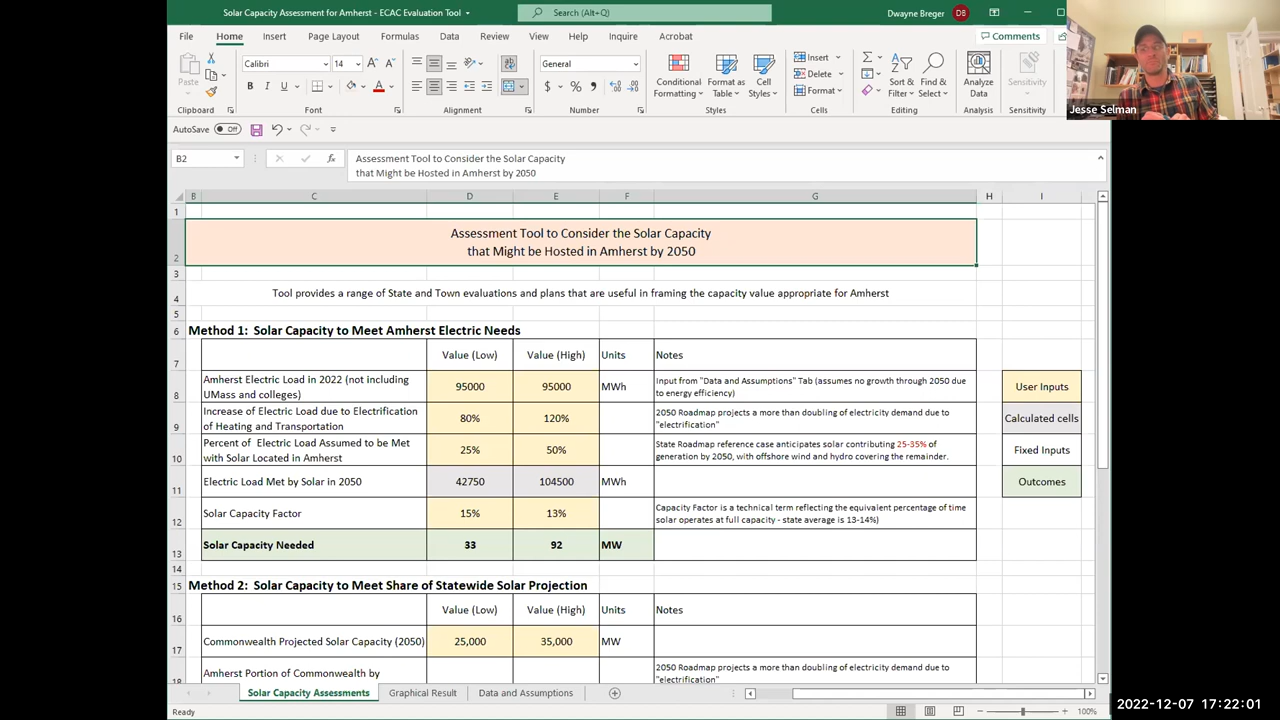 Solar Capacity Assessment for Amherst - ECAC Evaluation Tool
Search (Alt+Q)
Dwayne Breger
DB
File
Home
Insert
Page Layout
Formulas
Data
Review
View
Help
Inquire
Acrobat
Comments
Paste
Calibri
14
General
Conditional
Formatting
Format as
Table
Cell
Styles
Insert
Delete
Format
Sort &
Filter
Find &
Select
Analyze
Data
Sensitivity
Clipboard
Font
Alignment
Number
Styles
Cells
Editing
Analysis
Sensitivity
Jesse Selman
AutoSave
Off
B2
fx
Assessment Tool to Consider the Solar Capacity
that Might be Hosted in Amherst by 2050
B C D E F G H I
1
2
Assessment Tool to Consider the Solar Capacity
that Might be Hosted in Amherst by 2050
3
4
Tool provides a range of State and Town evaluations and plans that are useful in framing the capacity value appropriate for Amherst
5
6
Method 1: Solar Capacity to Meet Amherst Electric Needs
7
Value (Low) Value (High) Units Notes
8
Amherst Electric Load in 2022 (not including
UMass and colleges)
95000 95000 MWh
Input from "Data and Assumptions" Tab (assumes no growth through 2050 due
to energy efficiency)
User Inputs
9
Increase of Electric Load due to Electrification
of Heating and Transportation
80% 120%
2050 Roadmap projects a more than doubling of electricity demand due to
"electrification"
Calculated cells
10
Percent of Electric Load Assumed to be Met
with Solar Located in Amherst
25% 50%
State Roadmap reference case anticipates solar contributing 25-35% of
generation by 2050, with offshore wind and hydro covering the remainder.
Fixed Inputs
11
Electric Load Met by Solar in 2050 42750 104500 MWh
Outcomes
12
Solar Capacity Factor 15% 13%
Capacity Factor is a technical term reflecting the equivalent percentage of time
solar operates at full capacity - state average is 13-14%)
13
Solar Capacity Needed 33 92 MW
14
15
Method 2: Solar Capacity to Meet Share of Statewide Solar Projection
16
Value (Low) Value (High) Units Notes
17
Commonwealth Projected Solar Capacity (2050) 25,000 35,000 MW
Amherst Portion of Commonwealth by
2050 Roadmap projects a more than doubling of electricity demand due to
"electrification"
Solar Capacity Assessments
Graphical Result
Data and Assumptions
Ready
100%
2022-12-07 17:22:01